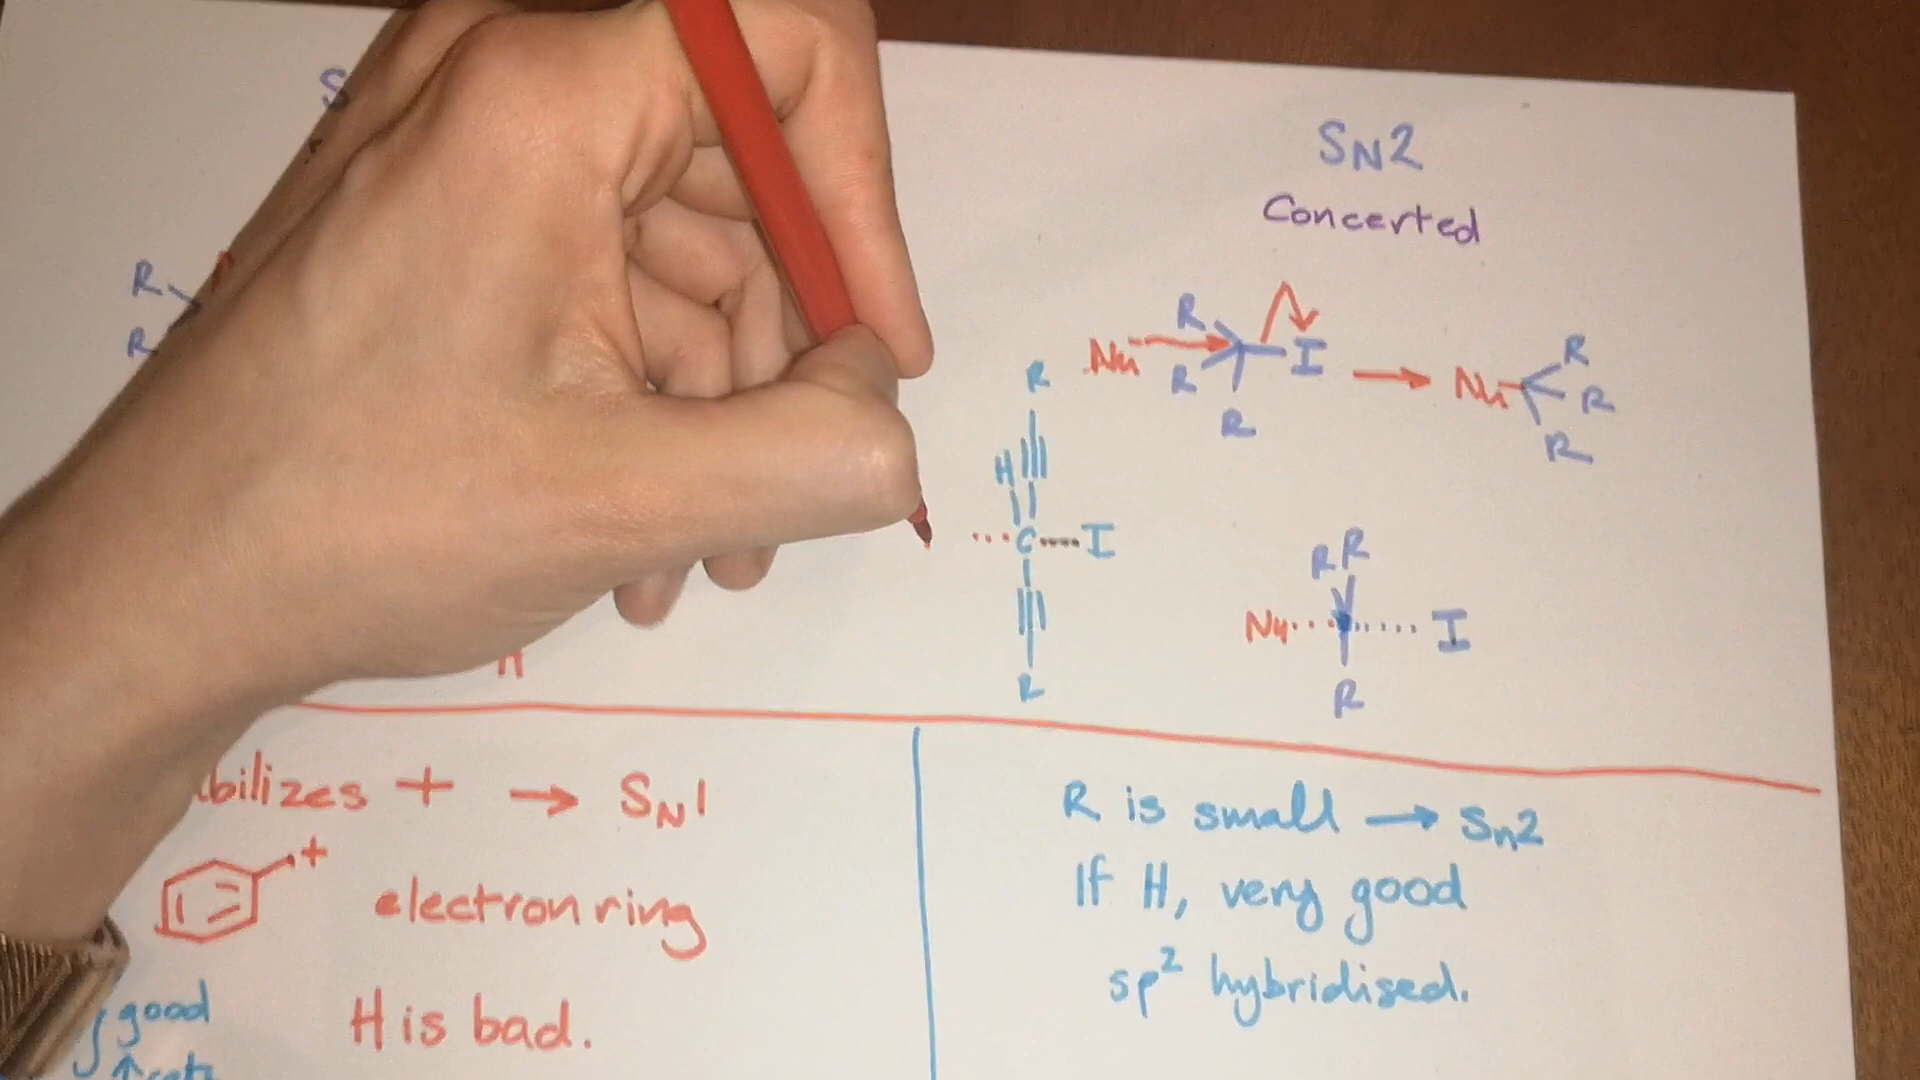 S
SN2
Concerted
R
R
Nu
R
R
R
I
Nu
R
R
R
R
H
C
I
R
R R
Nu
I
R
H
bilizes + → SN1
+
electron ring
H is bad.
good
R is small → Sn2
If H, very good
sp² hybridised.